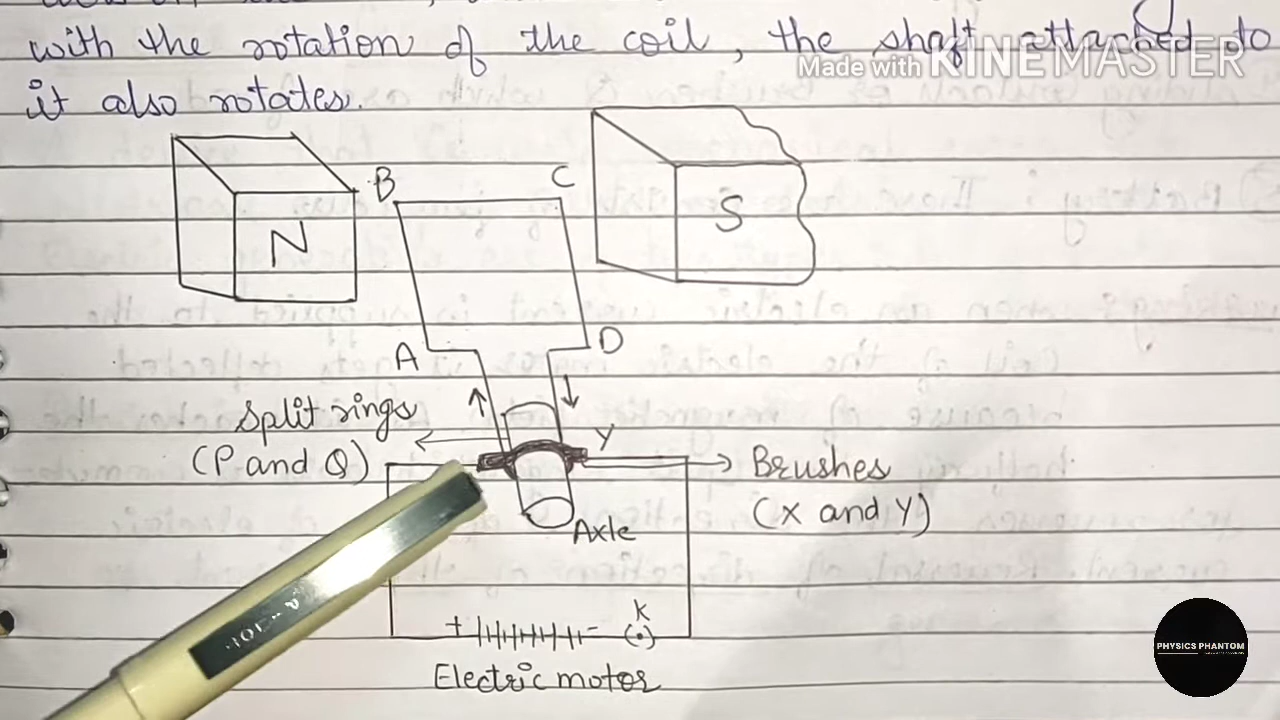 with the rotation of the coil, the shaft attached to
it also rotates.
Made with KINEMASTER
N
S
B
C
A
D
Split rings
(P and Q)
Y
Brushes
(X and Y)
Axle
+
-
K
(•)
Electric motor
PHYSICS PHANTOM